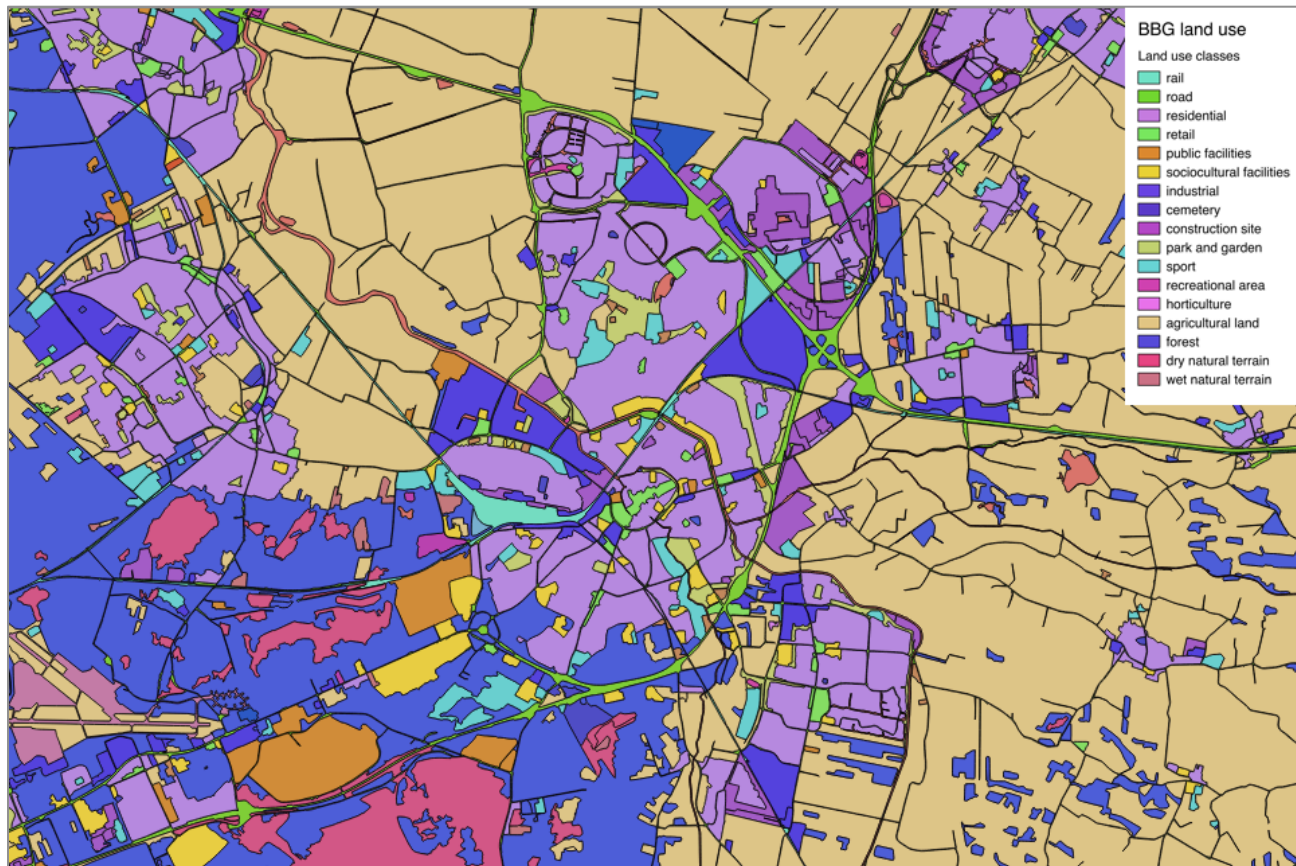 BBG land use
Land use classes
rail
road
residential
retail
public facilities
sociocultural facilities
industrial
cemetery
construction site
park and garden
sport
recreational area
horticulture
agricultural land
forest
dry natural terrain
wet natural terrain